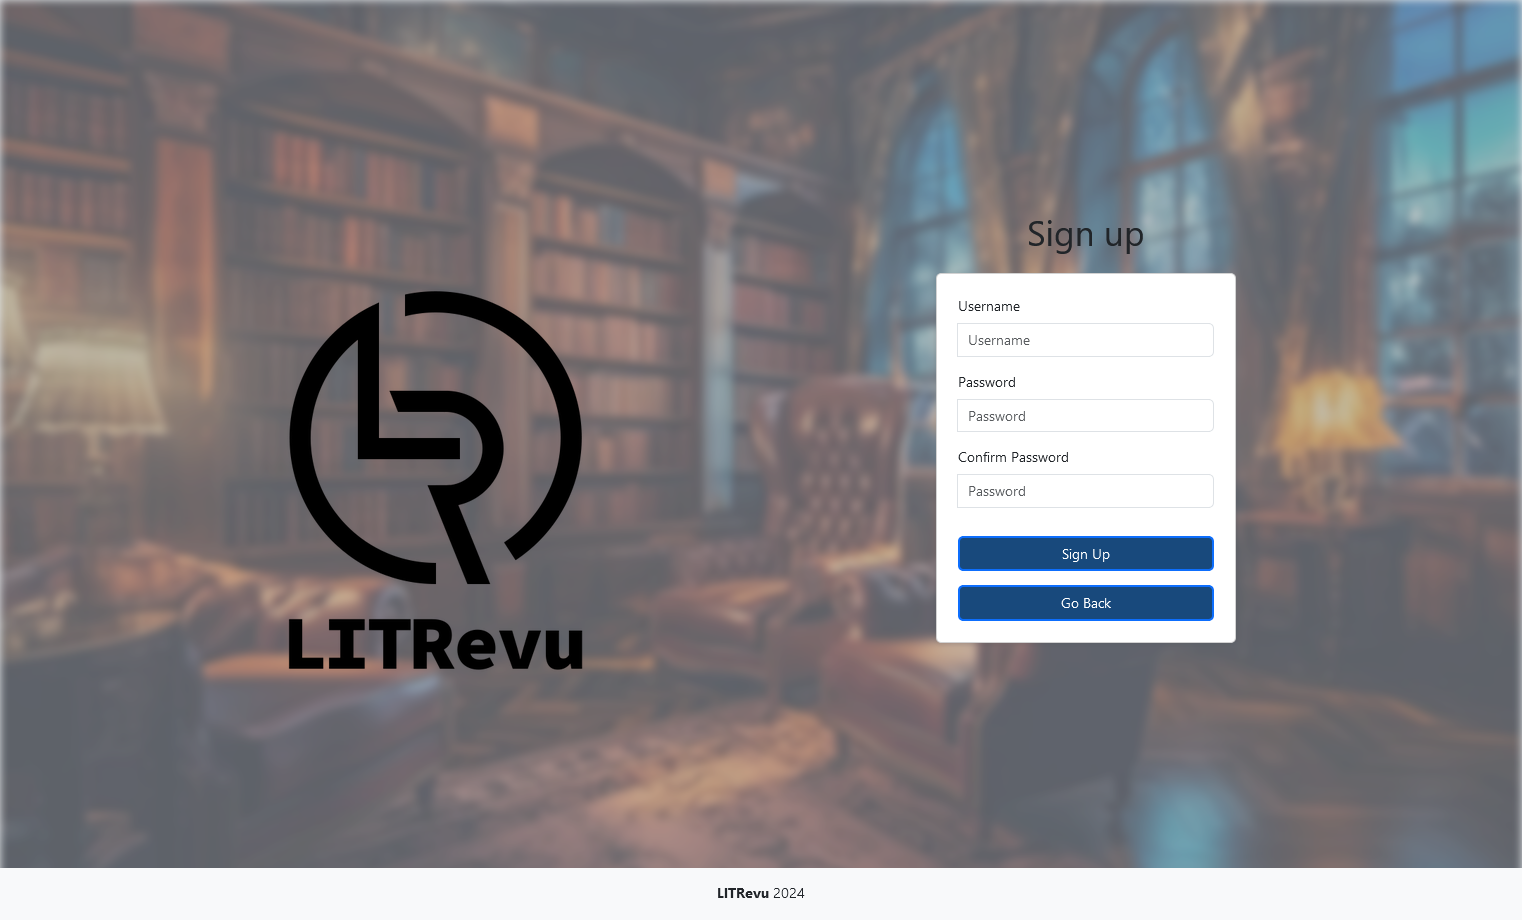 LITRevu
Sign up
Username
Username
Password
Password
Confirm Password
Password
Sign Up
Go Back
LITRevu 2024